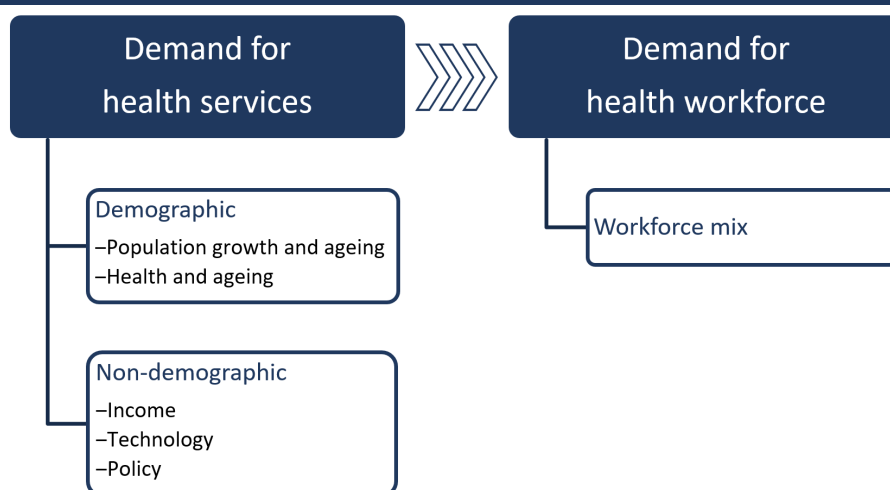 Demand for
health services
Demand for
health workforce
Demographic
–Population growth and ageing
–Health and ageing
Workforce mix
Non-demographic
–Income
–Technology
–Policy